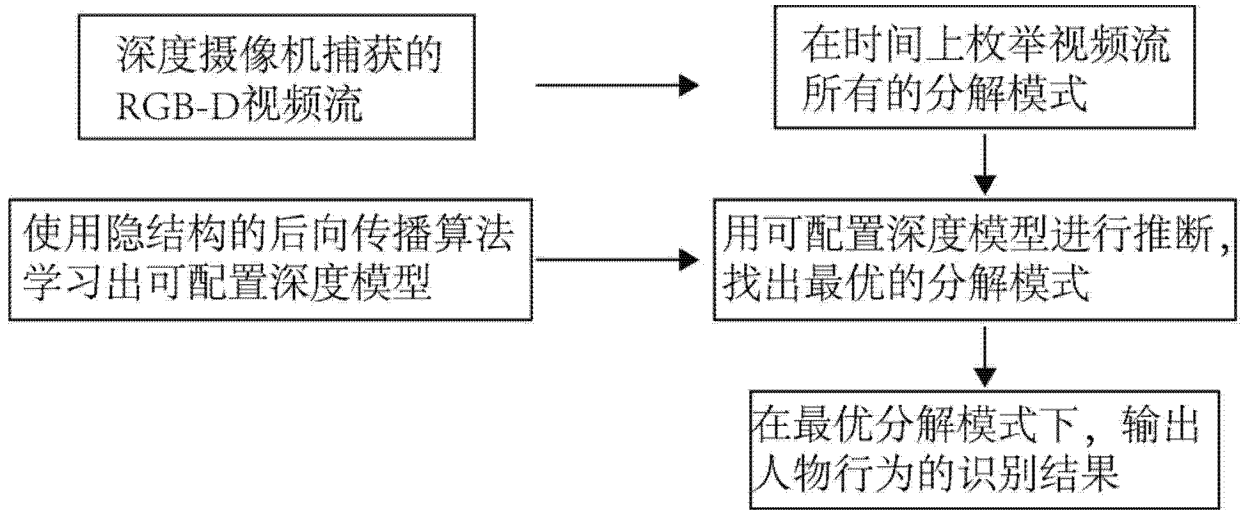 深度摄像机捕获的
RGB-D视频流
在时间上枚举视频流
所有的分解模式
使用隐结构的后向传播算法
学习出可配置深度模型
用可配置深度模型进行推断，
找出最优的分解模式
在最优分解模式下，输出
人物行为的识别结果